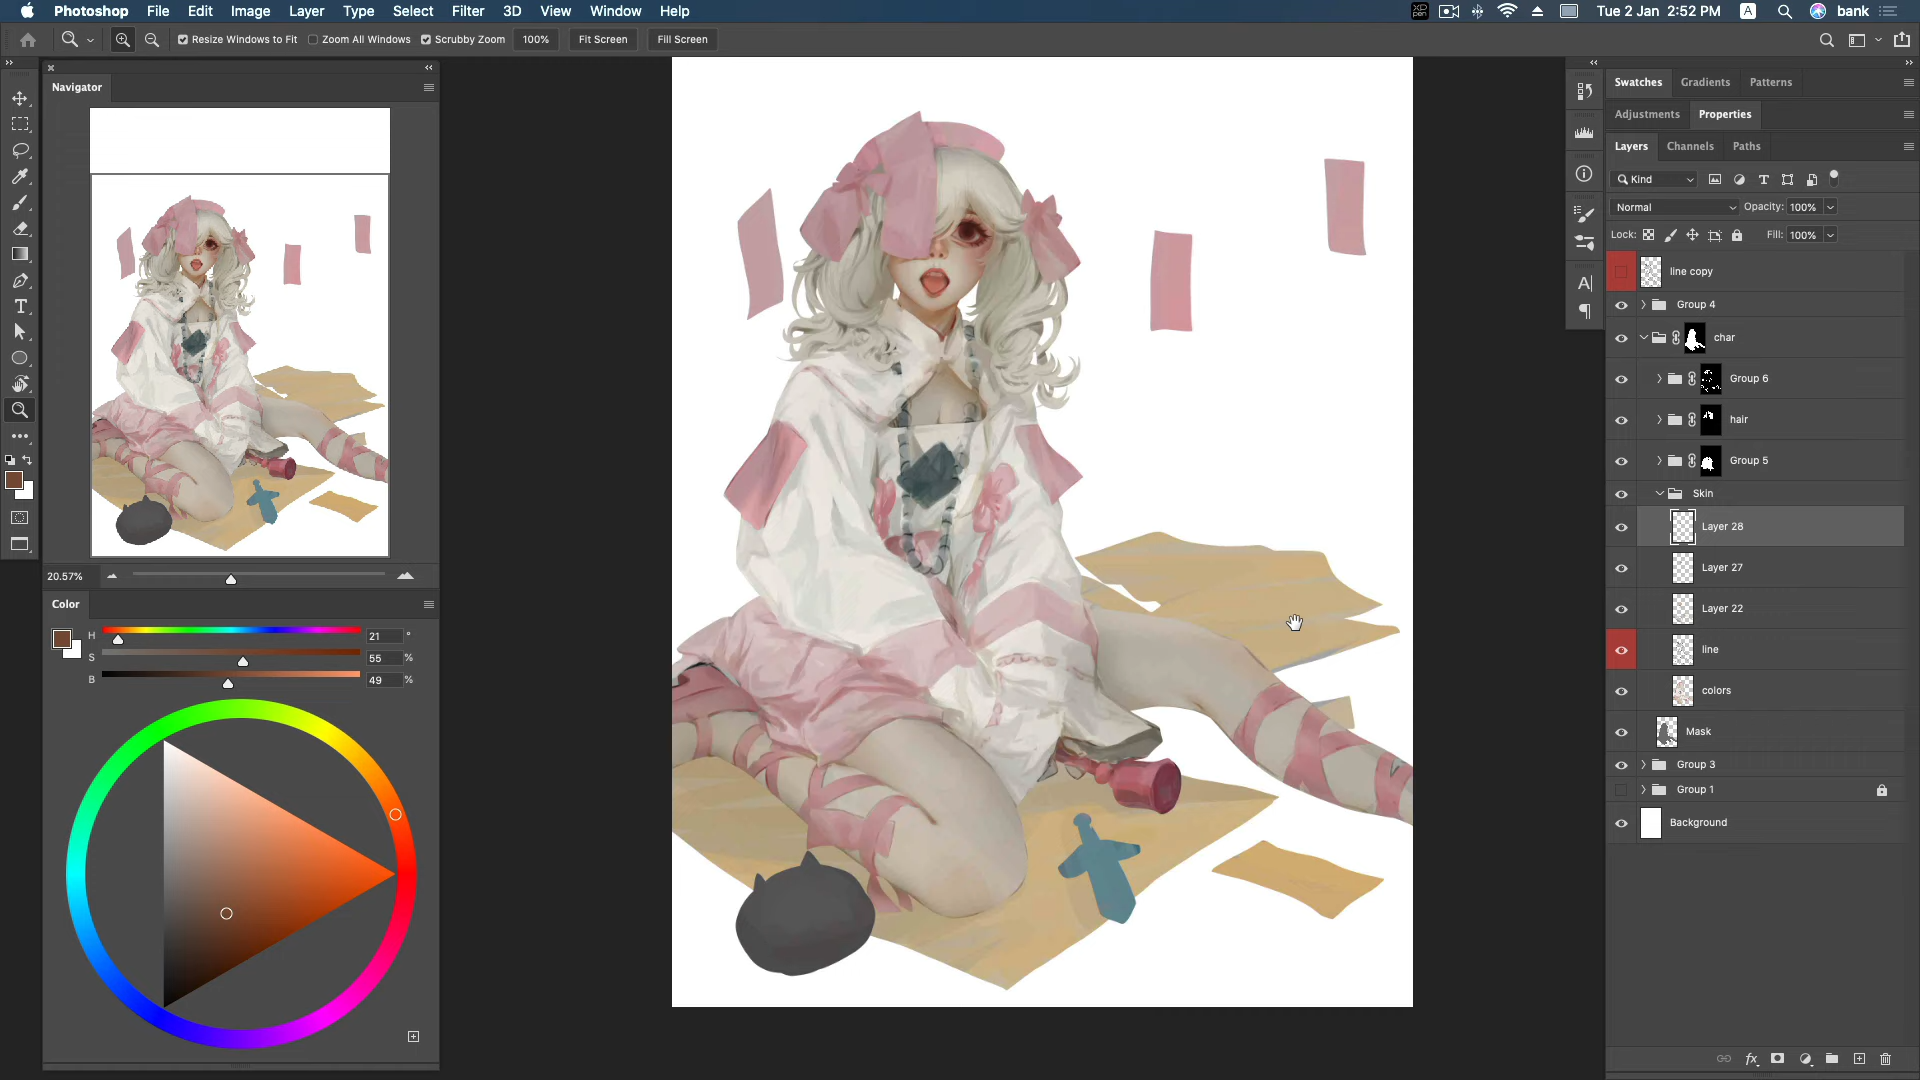 Photoshop File Edit Image Layer Type Select Filter 3D View Window Help
XD pen Tue 2 Jan 2:52 PM A bank
Resize Windows to Fit Zoom All Windows Scrubby Zoom 100% Fit Screen Fill Screen
Navigator
20.57%
Color
H 21 °
S 55 %
B 49 %
Swatches Gradients Patterns
Adjustments Properties
Layers Channels Paths
Kind
Normal Opacity: 100%
Lock: Fill: 100%
line copy
Group 4
char
Group 6
hair
Group 5
Skin
Layer 28
Layer 27
Layer 22
line
colors
Mask
Group 3
Group 1
Background